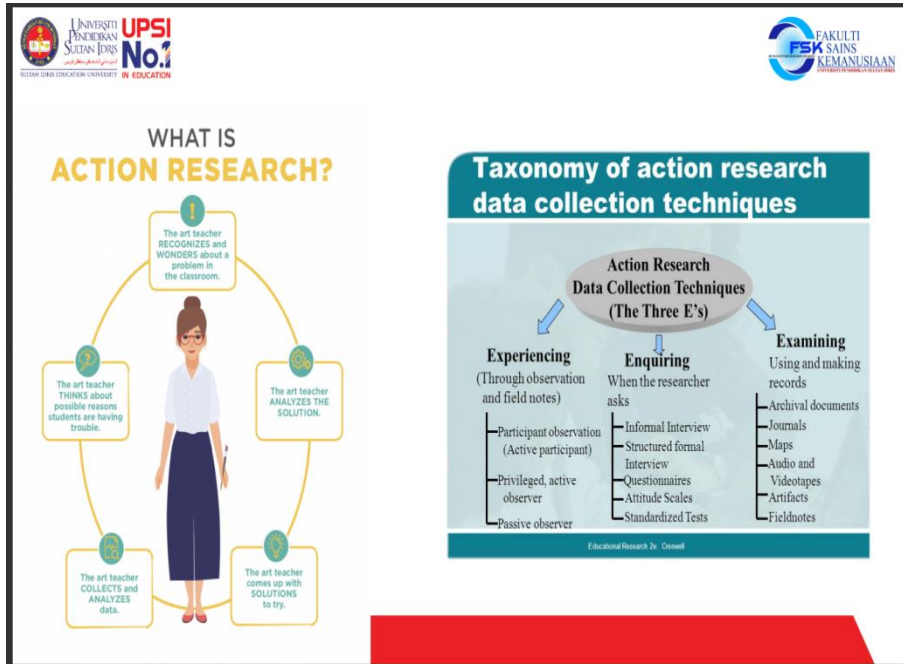 UNIVERSITI
PENDIDIKAN
SULTAN IDRIS
SULTAN IDRIS EDUCATION UNIVERSITY
UPSI
No.1
IN EDUCATION
FSK
FAKULTI
SAINS
KEMANUSIAAN
UNIVERSITI PENDIDIKAN SULTAN IDRIS
WHAT IS
ACTION RESEARCH?
The art teacher
RECOGNIZES and
WONDERS about a
problem in
the classroom.
The art teacher
THINKS about
possible reasons
students are having
trouble.
The art teacher
ANALYZES THE
SOLUTION.
The art teacher
COLLECTS and
ANALYZES
data.
The art teacher
comes up with
SOLUTIONS
to try.
Taxonomy of action research
data collection techniques
Action Research
Data Collection Techniques
(The Three E's)
Experiencing
(Through observation
and field notes)
Participant observation
(Active participant)
Privileged, active
observer
Passive observer
Enquiring
When the researcher
asks
Informal Interview
Structured formal
Interview
Questionnaires
Attitude Scales
Standardized Tests
Examining
Using and making
records
Archival documents
Journals
Maps
Audio and
Videotapes
Artifacts
Fieldnotes
Educational Research 2e: Creswell